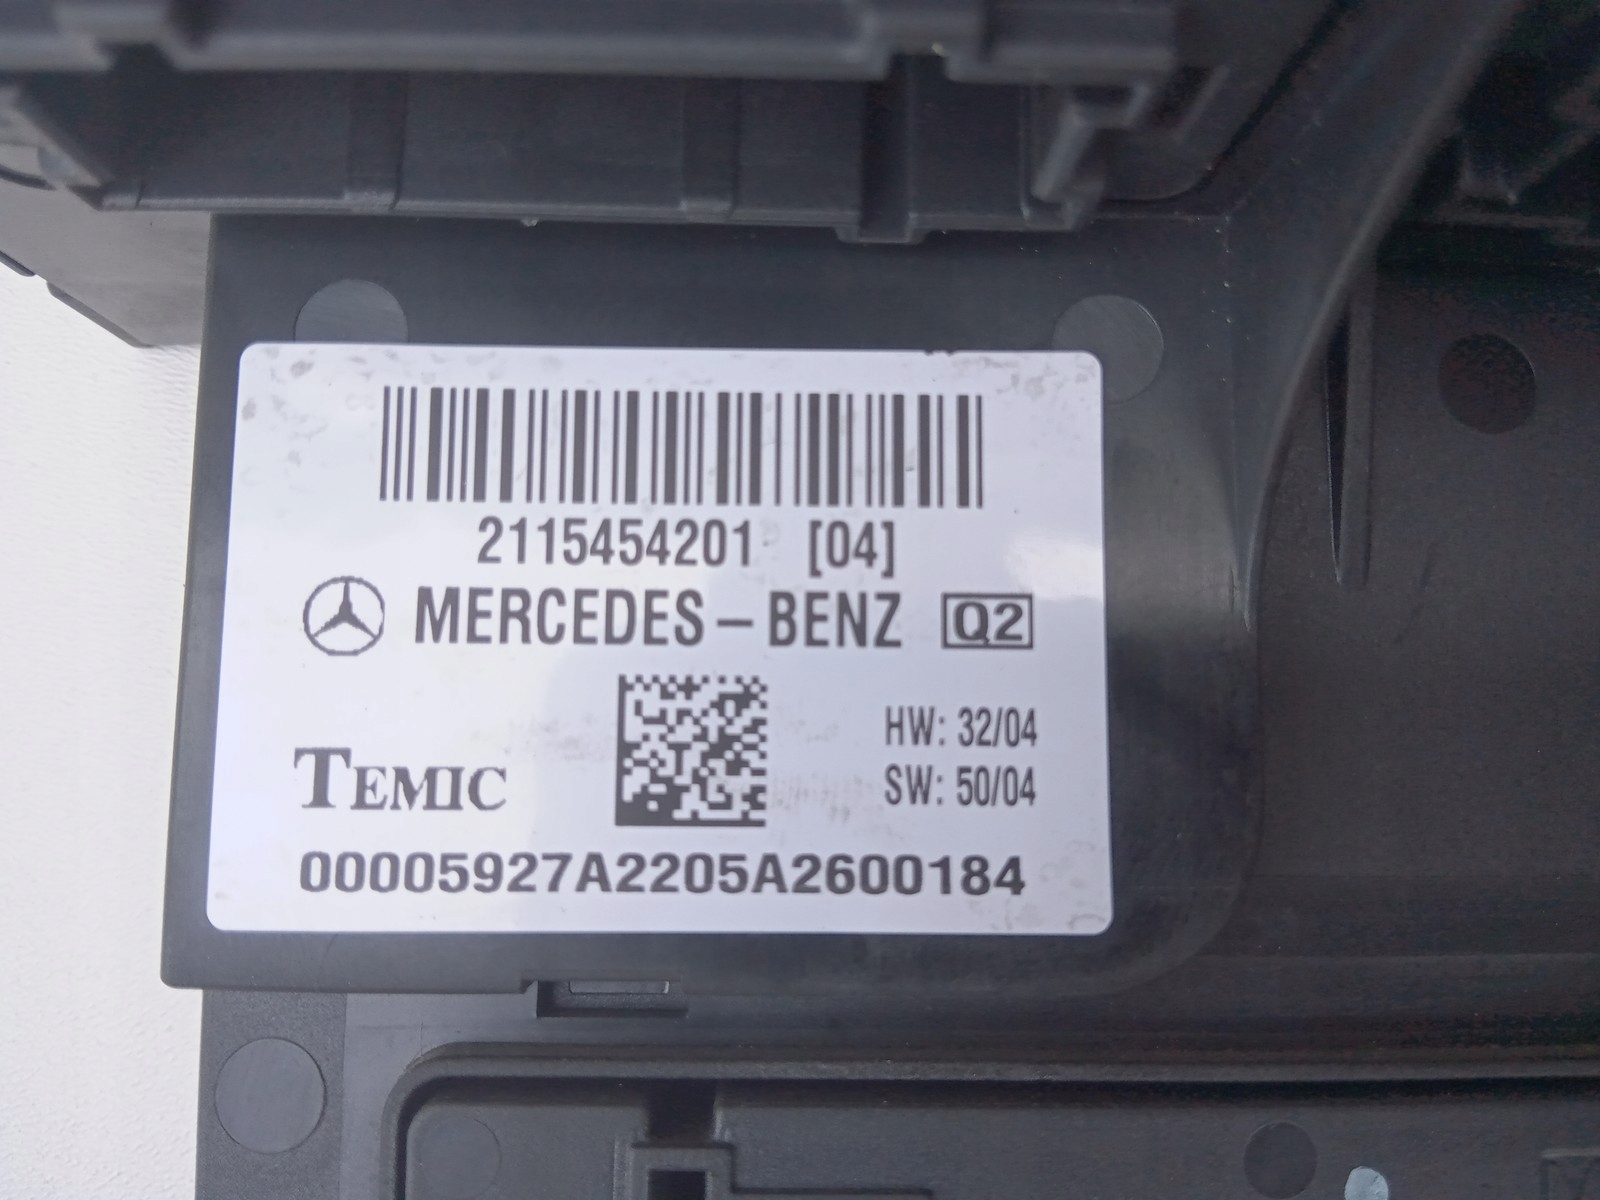 2115454201 [04]
MERCEDES-BENZ Q2
HW: 32/04
TEMIC
SW: 50/04
00005927A2205A2600184